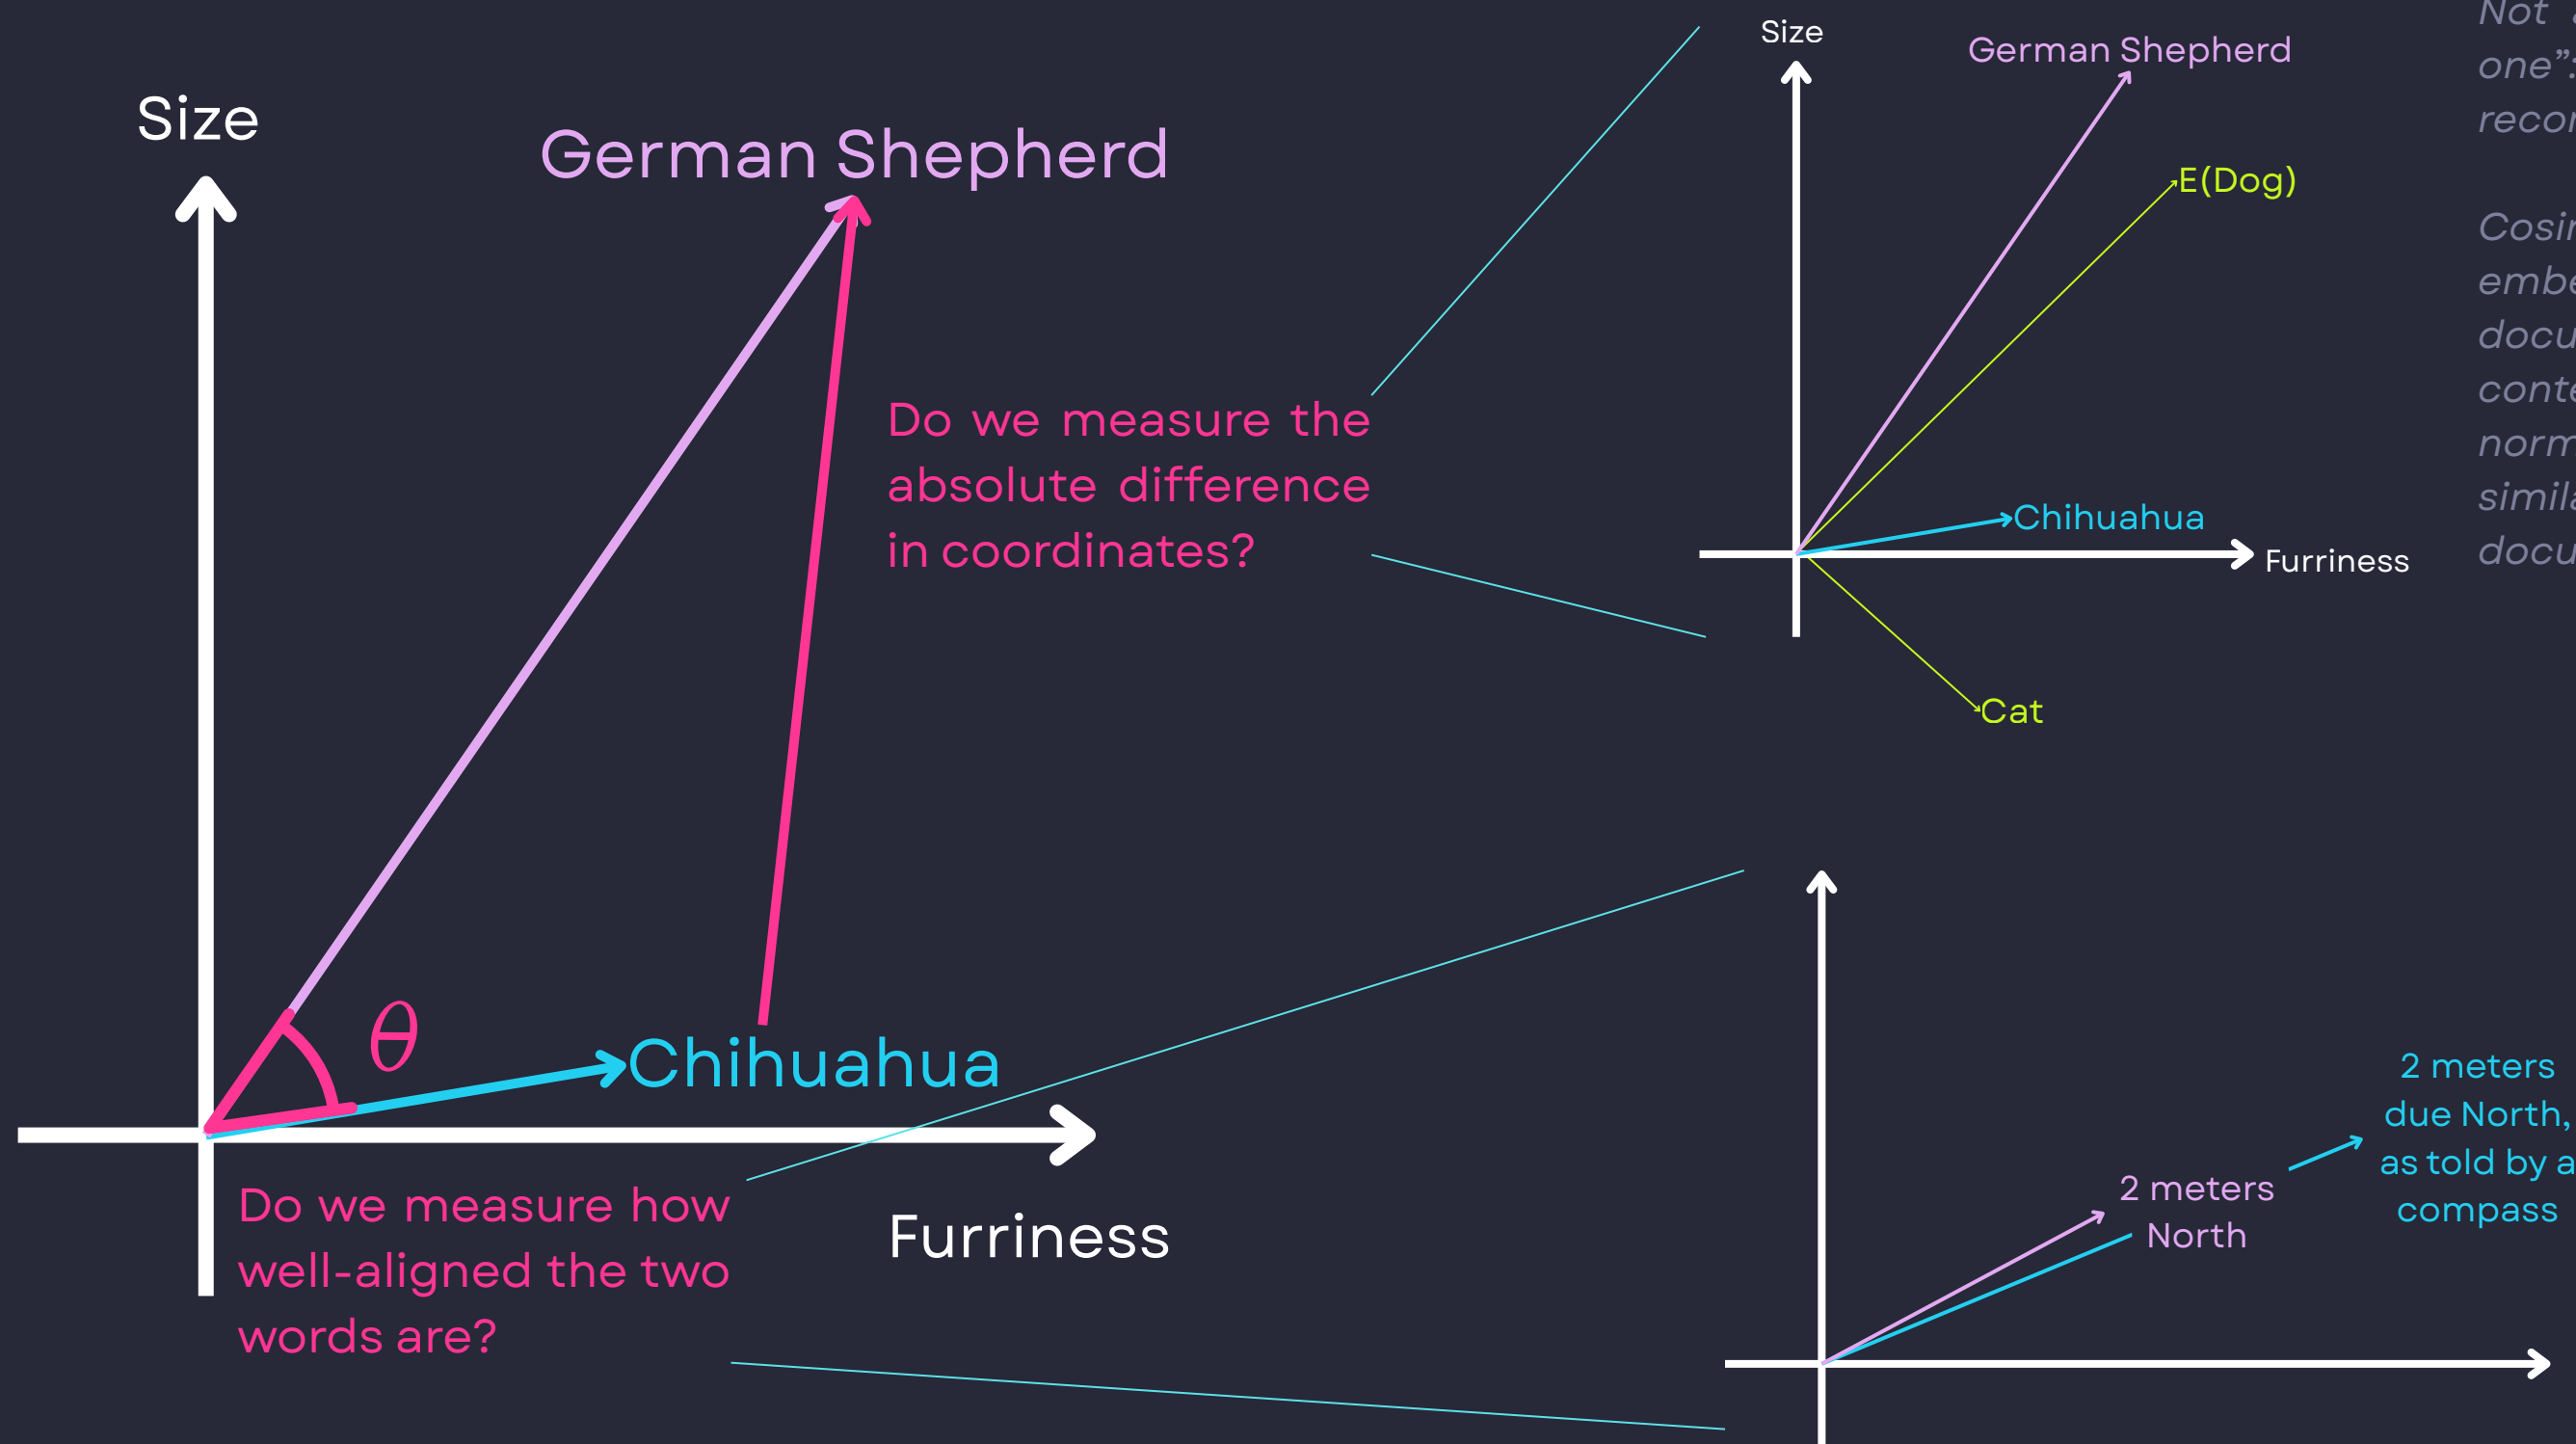 Size
German Shepherd
Do we measure the
absolute difference
in coordinates?
θ
Chihuahua
Furriness
Do we measure how
well-aligned the two
words are?
Size
German Shepherd
E(Dog)
Chihuahua
Furriness
Cat
2 meters
North
2 meters
due North,
as told by a
compass
Not
one”: